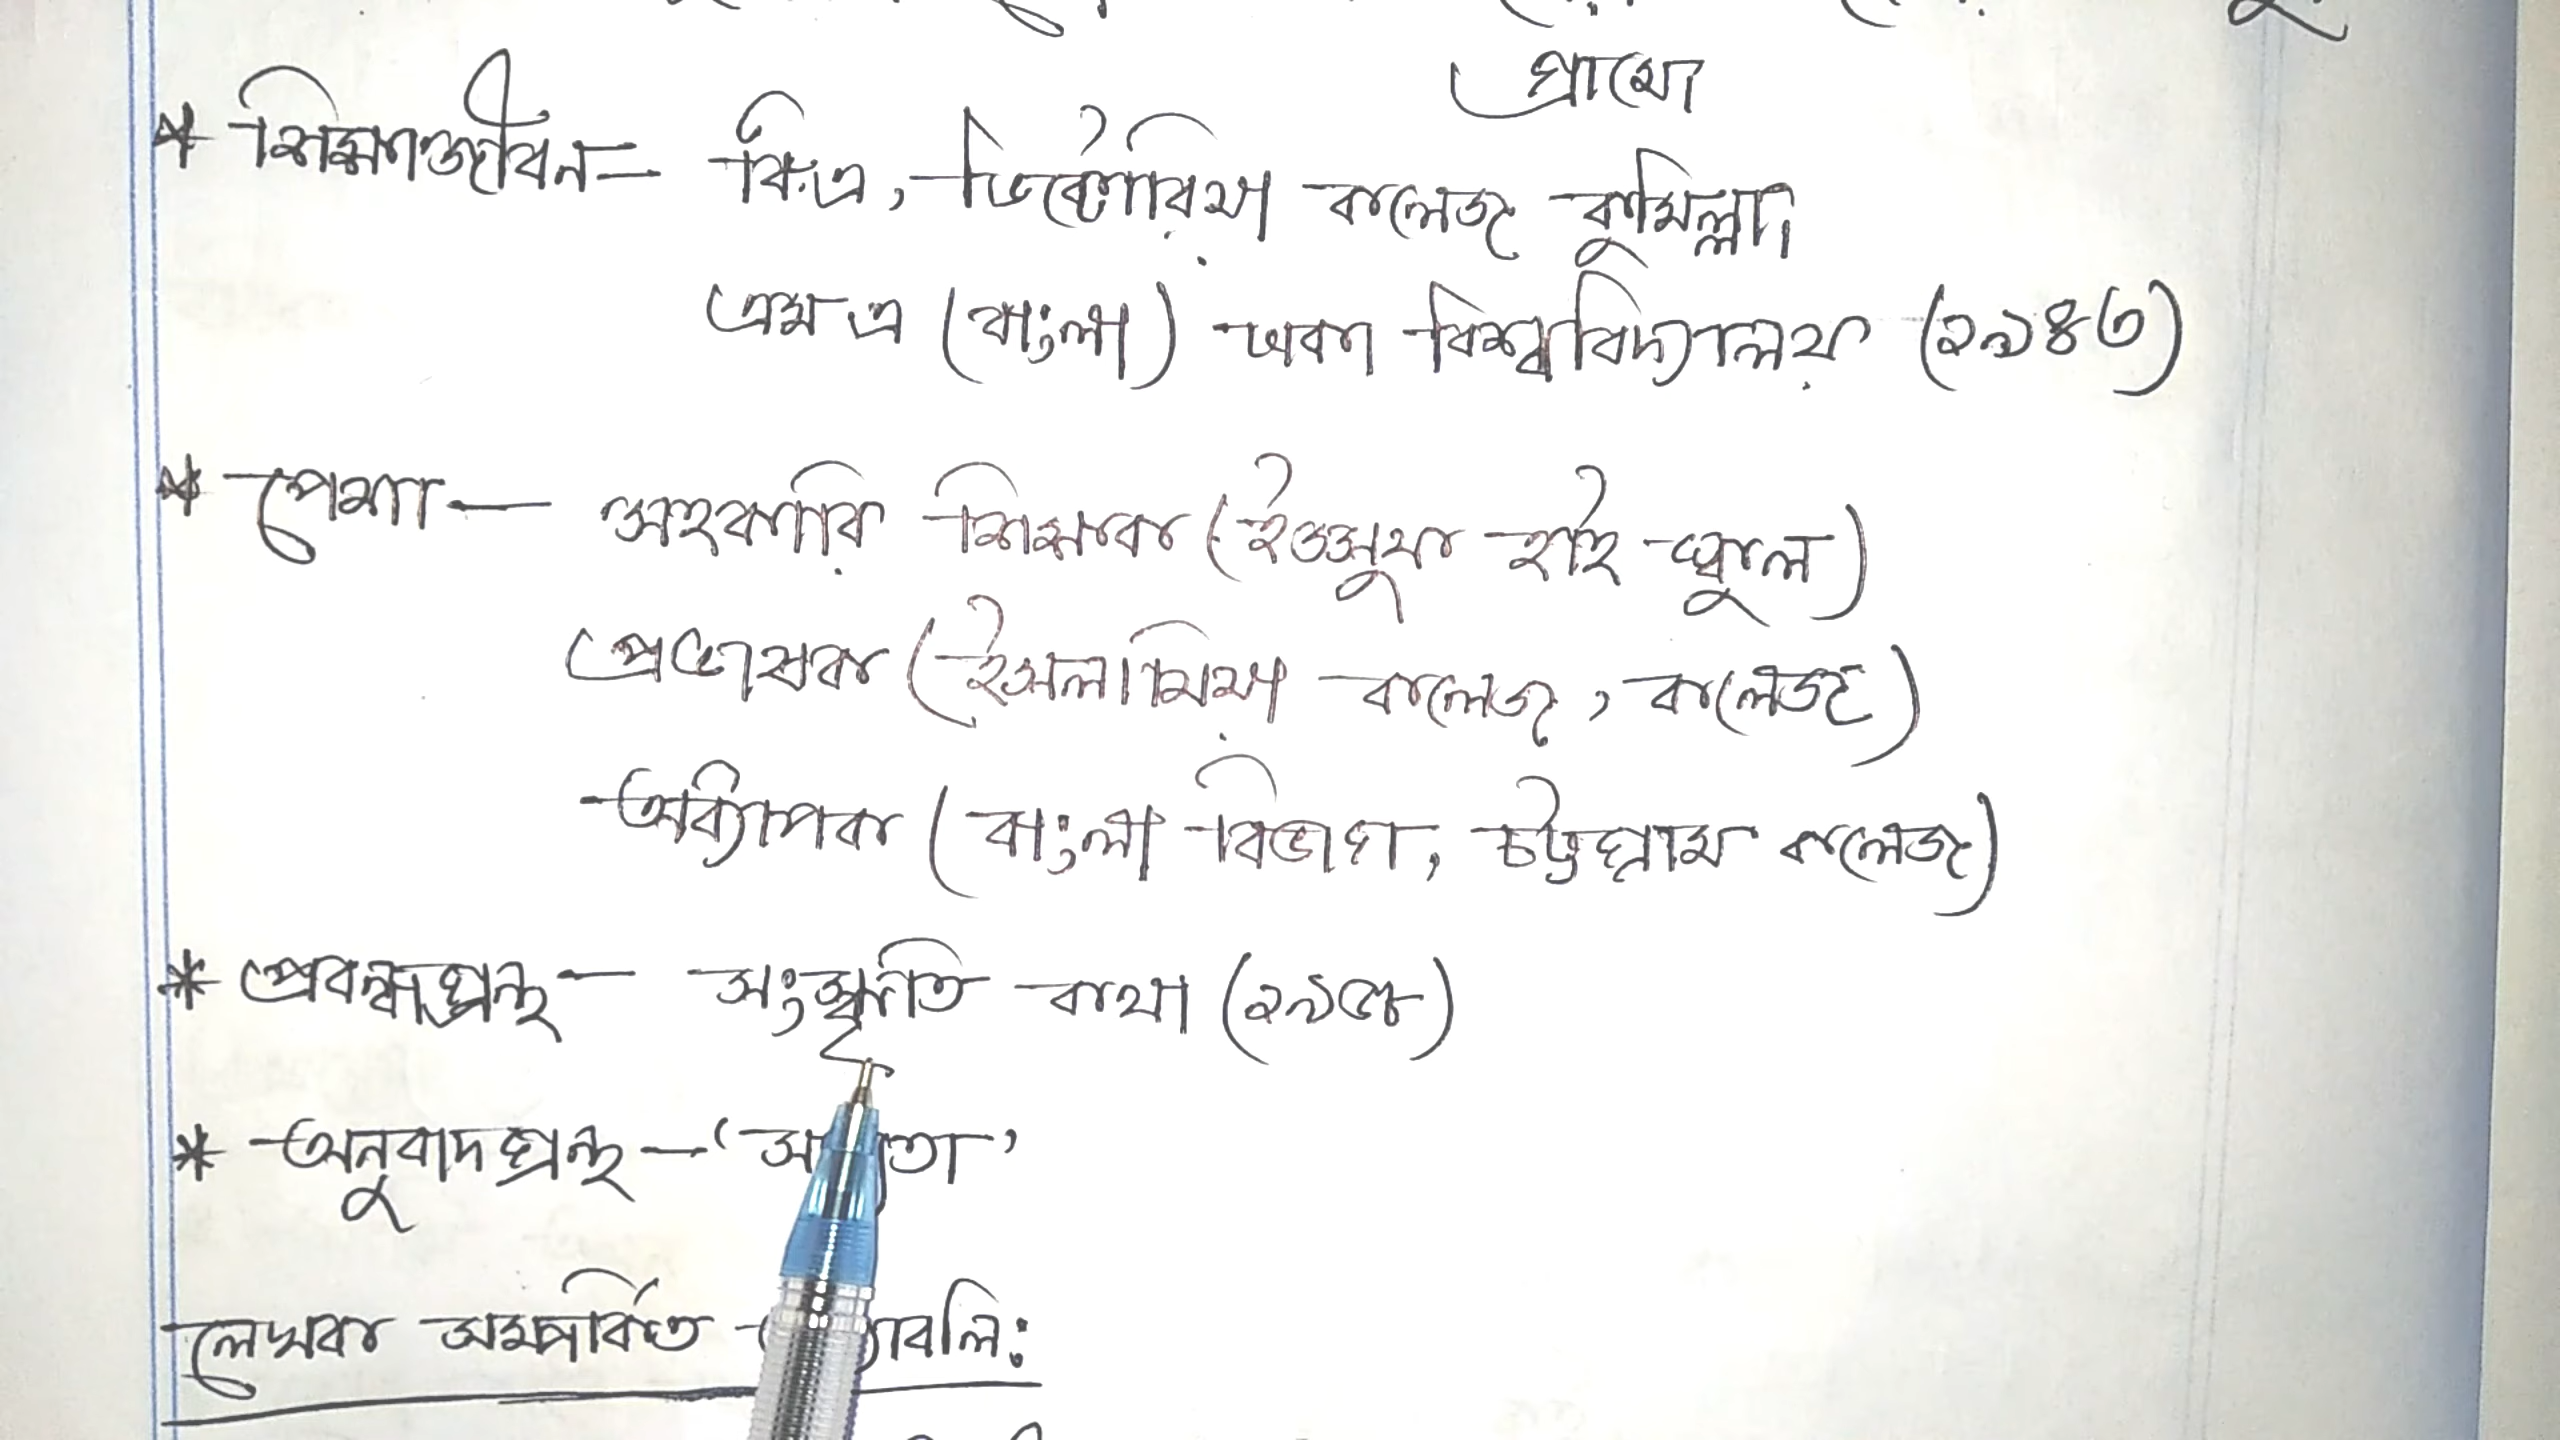 গ্রামে।
* শিক্ষাজীবন— বি.এ, ভিক্টোরিয়া কলেজ কুমিল্লা।
এম এ (বাংলা) ঢাকা বিশ্ববিদ্যালয় (১৯৪৩)
* পেশা— সহকারি শিক্ষক (ইউসুফ হাই স্কুল)
প্রভাষক (ইসলামিয়া কলেজ, কলেজ)
অধ্যাপক (বাংলা বিভাগ, চট্টগ্রাম কলেজ)
* প্রবন্ধগ্রন্থ— সংস্কৃতি কথা (১৯৫৮)
* অনুবাদগ্রন্থ—
লেখক সম্পর্কিত